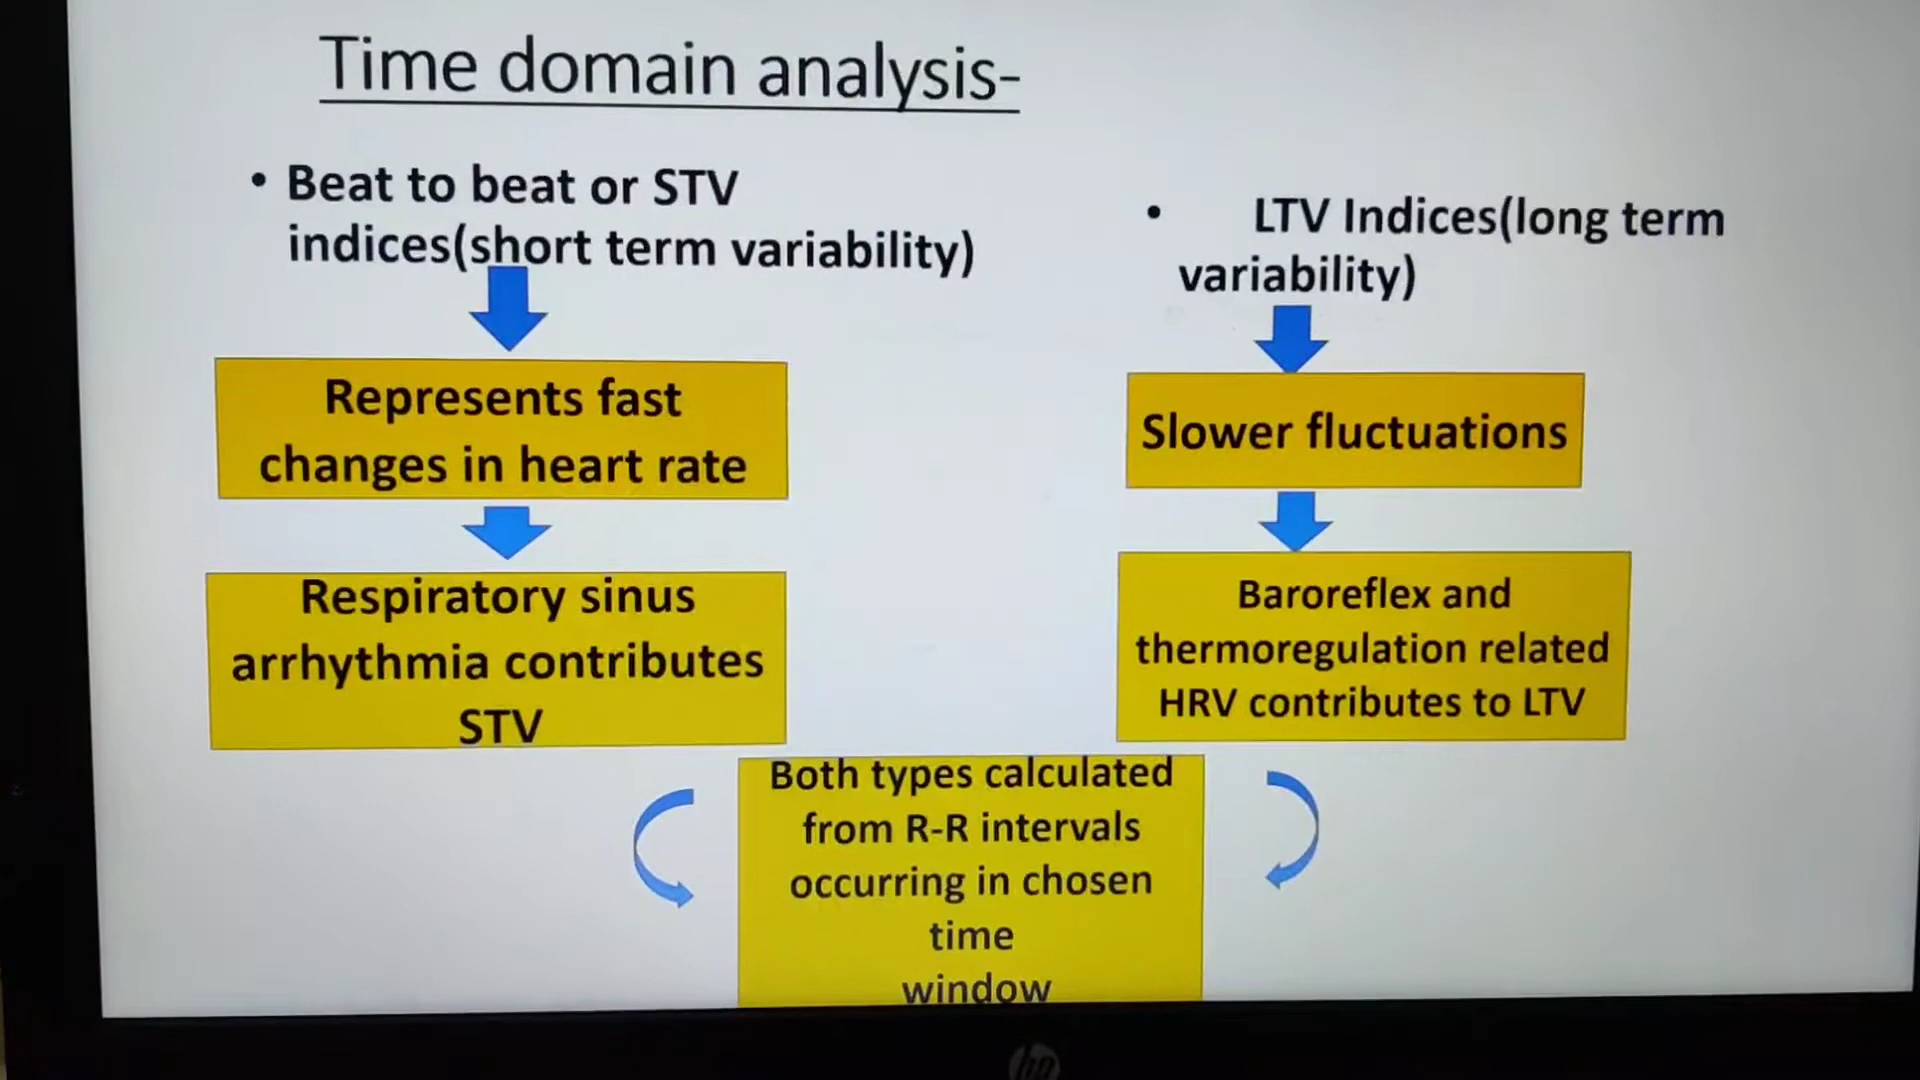 Time domain analysis-
• Beat to beat or STV
indices(short term variability)
Represents fast
changes in heart rate
Respiratory sinus
arrhythmia contributes
STV
• LTV Indices(long term
variability)
Slower fluctuations
Baroreflex and
thermoregulation related
HRV contributes to LTV
Both types calculated
from R-R intervals
occurring in chosen
time
window
hp